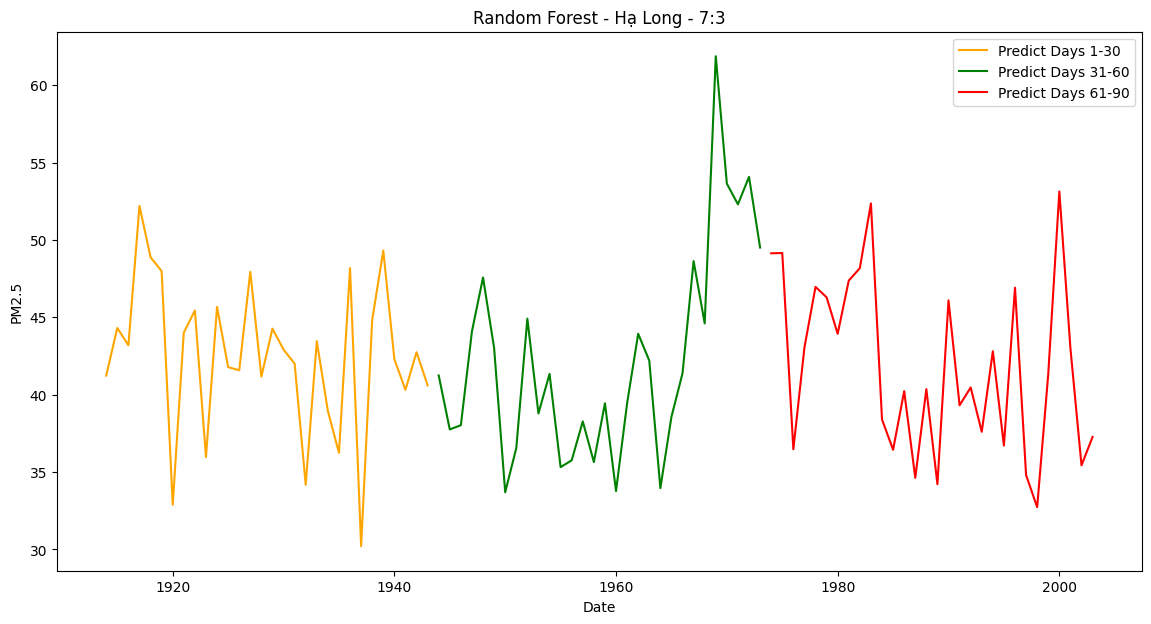 Random Forest - Hạ Long - 7:3
Predict Days 1-30
Predict Days 31-60
Predict Days 61-90
PM2.5
60
55
50
45
40
35
30
1920
1940
1960
1980
2000
Date